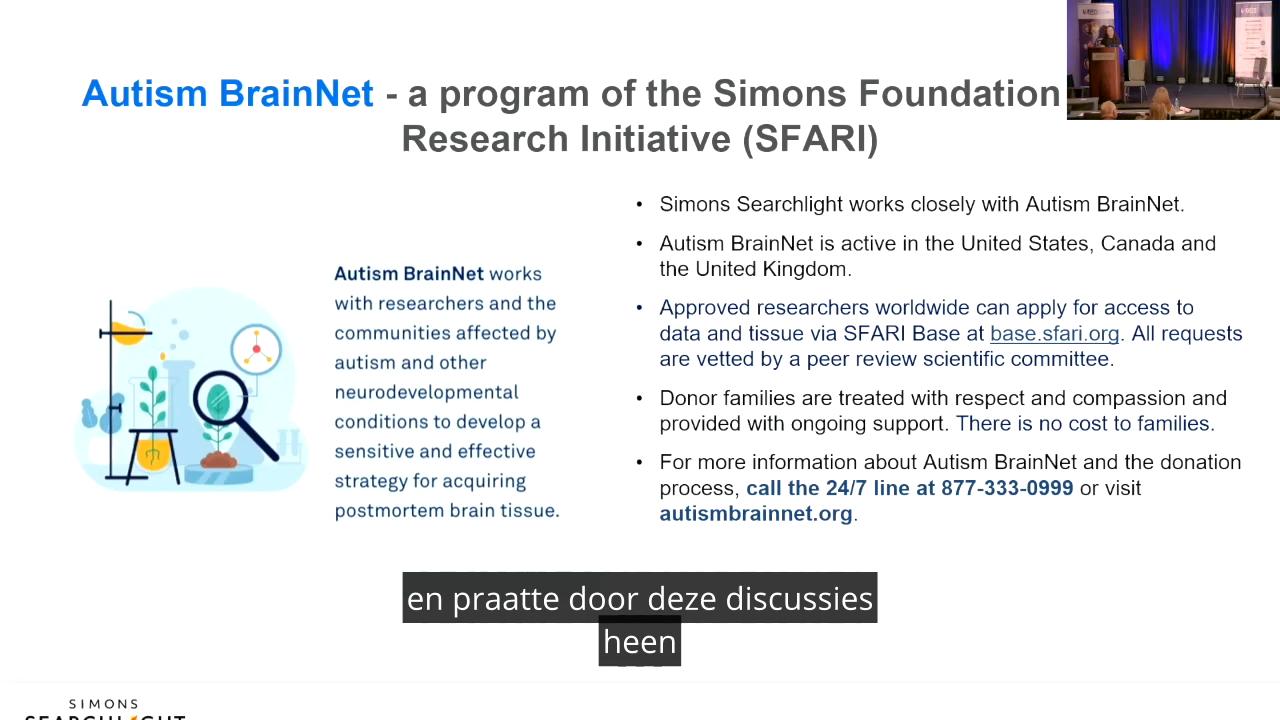 Autism BrainNet - a program of the Simons Foundation
Research Initiative (SFARI)
Autism BrainNet works
with researchers and the
communities affected by
autism and other
neurodevelopmental
conditions to develop a
sensitive and effective
strategy for acquiring
postmortem brain tissue.
• Simons Searchlight works closely with Autism BrainNet.
• Autism BrainNet is active in the United States, Canada and
the United Kingdom.
• Approved researchers worldwide can apply for access to
data and tissue via SFARI Base at base.sfari.org. All requests
are vetted by a peer review scientific committee.
• Donor families are treated with respect and compassion and
provided with ongoing support. There is no cost to families.
• For more information about Autism BrainNet and the donation
process, call the 24/7 line at 877-333-0999 or visit
autismbrainnet.org.
en praatte door deze discussies
heen
SIMONS
SEARCHLIGHT